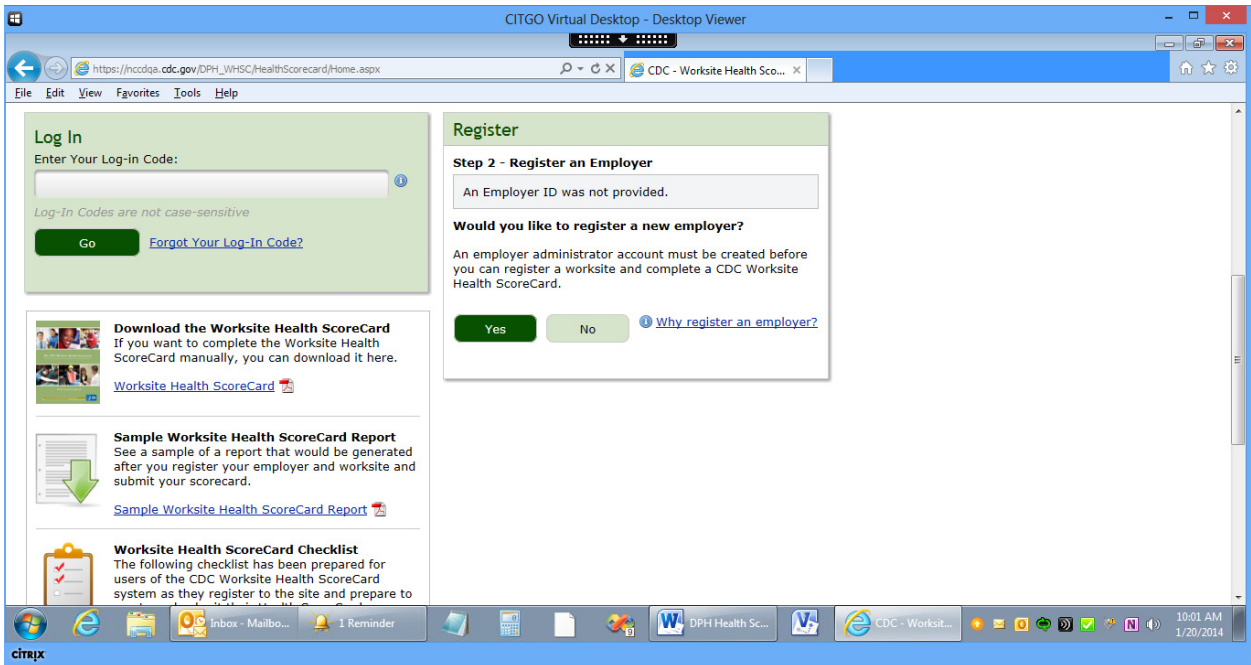 CITGO Virtual Desktop - Desktop Viewer
https://nccdqa.cdc.gov/DPH_WHSC/HealthScorecard/Home.aspx
CDC - Worksite Health Sco...
File Edit View Favorites Tools Help
Log In
Enter Your Log-in Code:
Log-In Codes are not case-sensitive
Go
Forgot Your Log-In Code?
Download the Worksite Health ScoreCard
If you want to complete the Worksite Health
ScoreCard manually, you can download it here.
Worksite Health ScoreCard
Sample Worksite Health ScoreCard Report
See a sample of a report that would be generated
after you register your employer and worksite and
submit your scorecard.
Sample Worksite Health ScoreCard Report
Worksite Health ScoreCard Checklist
The following checklist has been prepared for
users of the CDC Worksite Health ScoreCard
system as they register to the site and prepare to
Register
Step 2 - Register an Employer
An Employer ID was not provided.
Would you like to register a new employer?
An employer administrator account must be created before
you can register a worksite and complete a CDC Worksite
Health ScoreCard.
Yes
No
Why register an employer?
Inbox - Mailbo...
1 Reminder
DPH Health Sc...
CDC - Worksit...
10:01 AM
1/20/2014
CITRIX